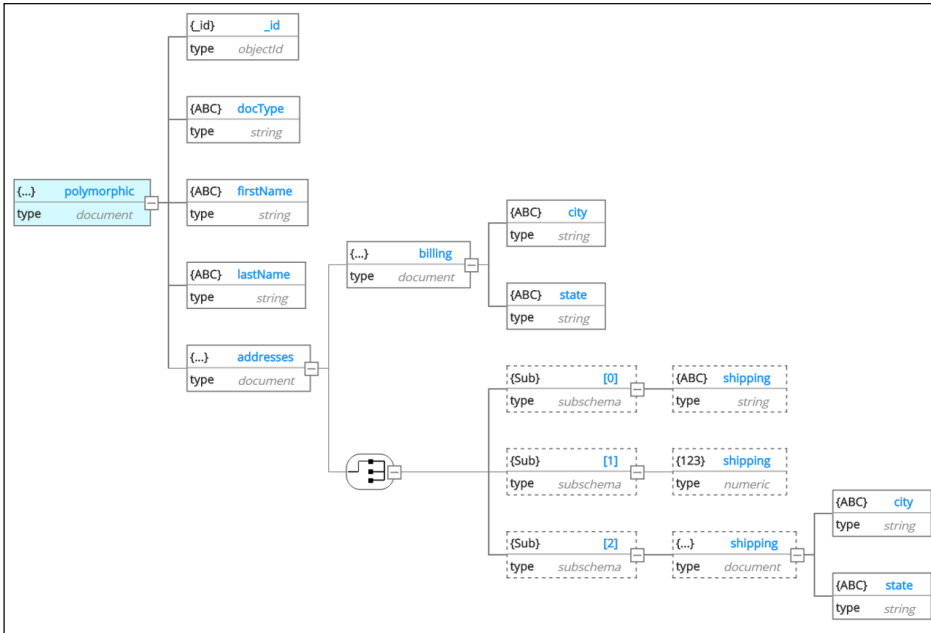 {_id} _id
type objectId
{ABC} docType
type string
{...} polymorphic
type document
{ABC} firstName
type string
{ABC} lastName
type string
{...} addresses
type document
{...} billing
type document
{ABC} city
type string
{ABC} state
type string
{Sub} [0]
type subschema
{ABC} shipping
type string
{Sub} [1]
type subschema
{123} shipping
type numeric
{Sub} [2]
type subschema
{...} shipping
type document
{ABC} city
type string
{ABC} state
type string